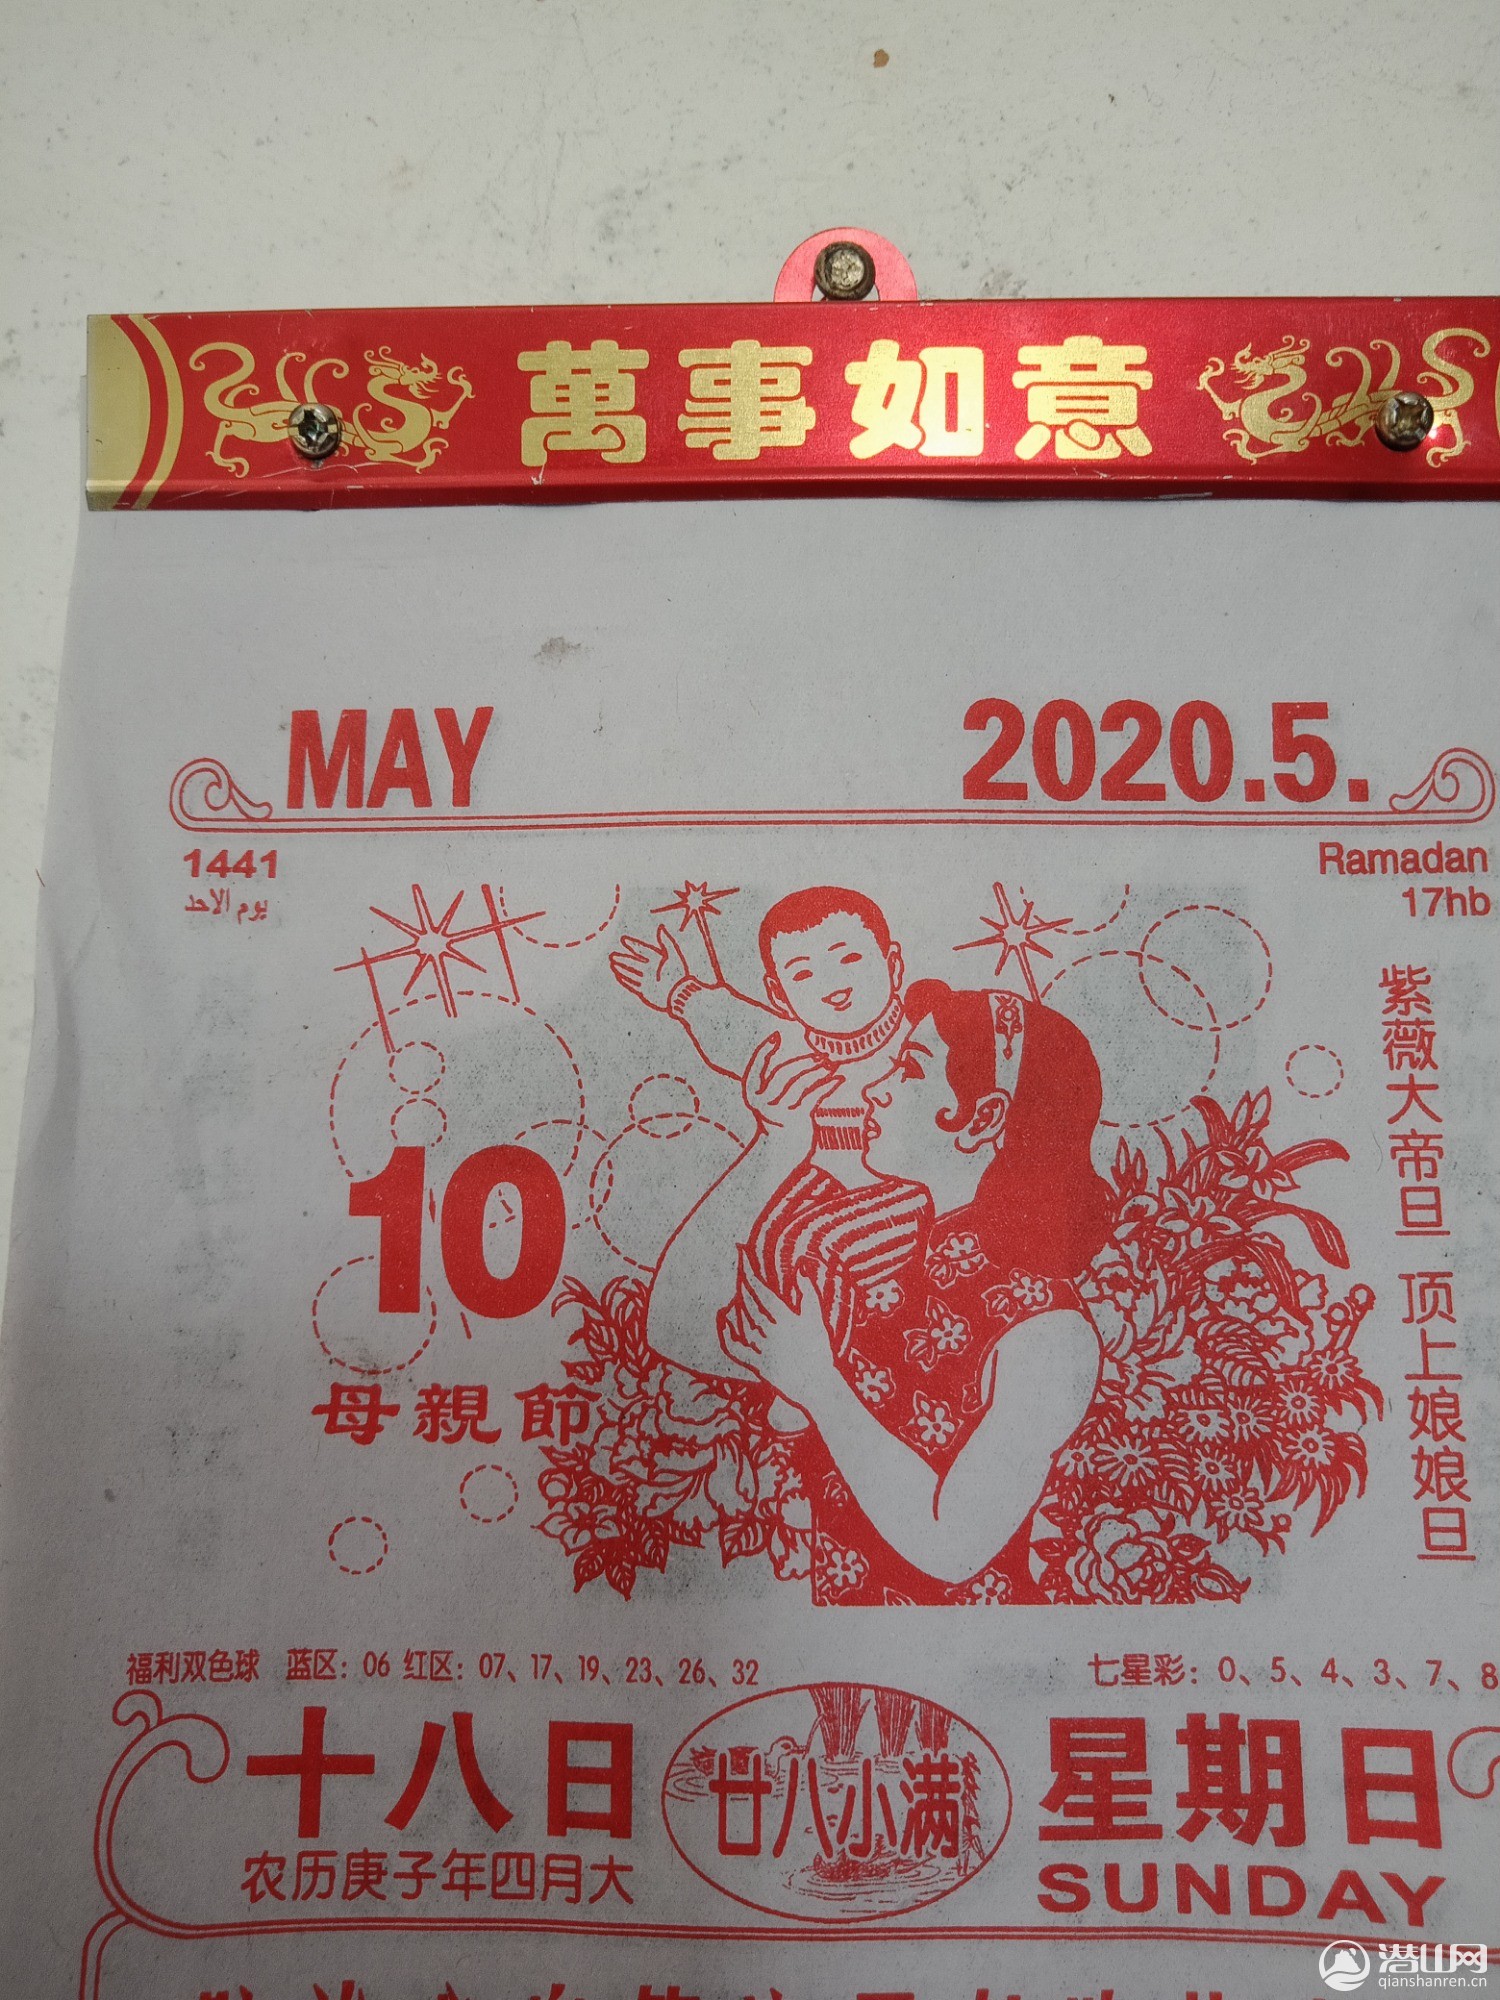 萬事如意
MAY 2020.5.
1441
يوم الاحد
Ramadan
17hb
紫薇大帝旦 顶上娘娘旦
10
母親節
福利双色球 蓝区：06 红区：07、17、19、23、26、32
七星彩：0、5、4、3、7、8
十八日
农历庚子年四月大
廿八小满
星期日
SUNDAY
潜山网
qianshanren.cn